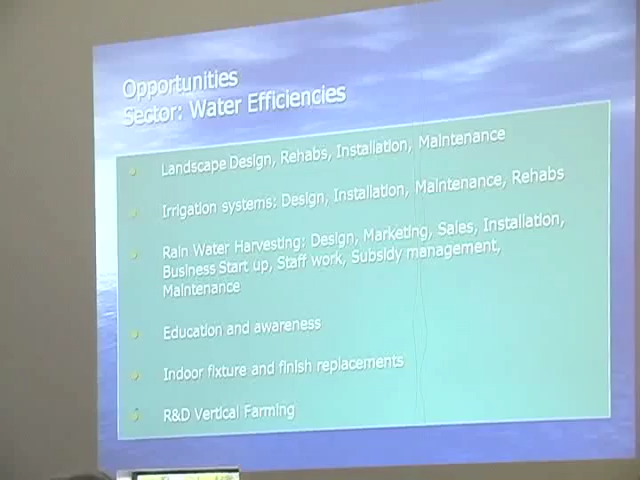 Opportunities
Sector: Water Efficiencies
Landscape Design, Rehabs, Installation, Maintenance
Irrigation systems: Design, Installation, Maintenance, Rehabs
Rain Water Harvesting: Design, Marketing, Sales, Installation,
Business Start up, Staff work, Subsidy management,
Maintenance
Education and awareness
Indoor fixture and finish replacements
R&D Vertical Farming